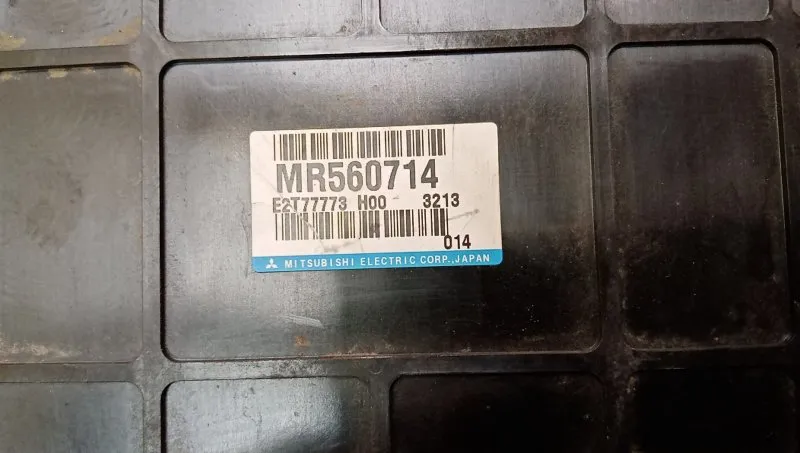 MR560714
E2T77773 H00 3213
014
MITSUBISHI ELECTRIC CORP.,JAPAN